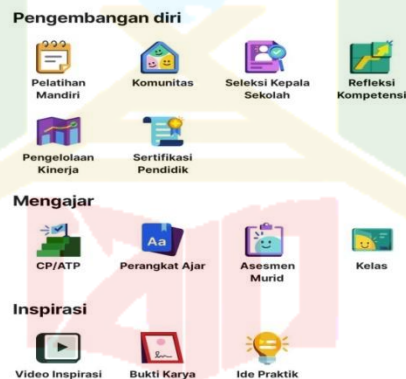 Pengembangan diri
Pelatihan Mandiri
Komunitas
Seleksi Kepala Sekolah
Refleksi Kompetensi
Pengelolaan Kinerja
Sertifikasi Pendidik
Mengajar
CP/ATP
Aa
Perangkat Ajar
Asesmen Murid
Kelas
Inspirasi
Video Inspirasi
Bukti Karya
Ide Praktik